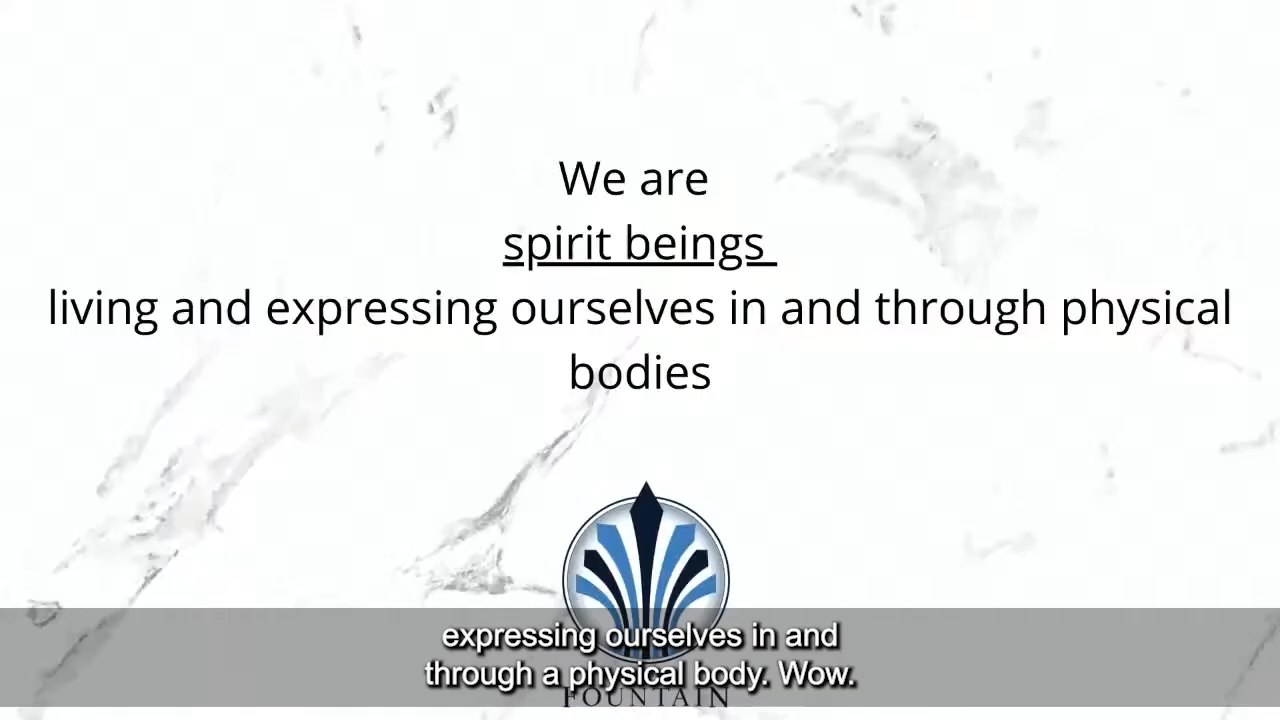 We are
spirit beings
living and expressing ourselves in and through physical
bodies
expressing ourselves in and
through a physical body. Wow.
FOUNTAIN